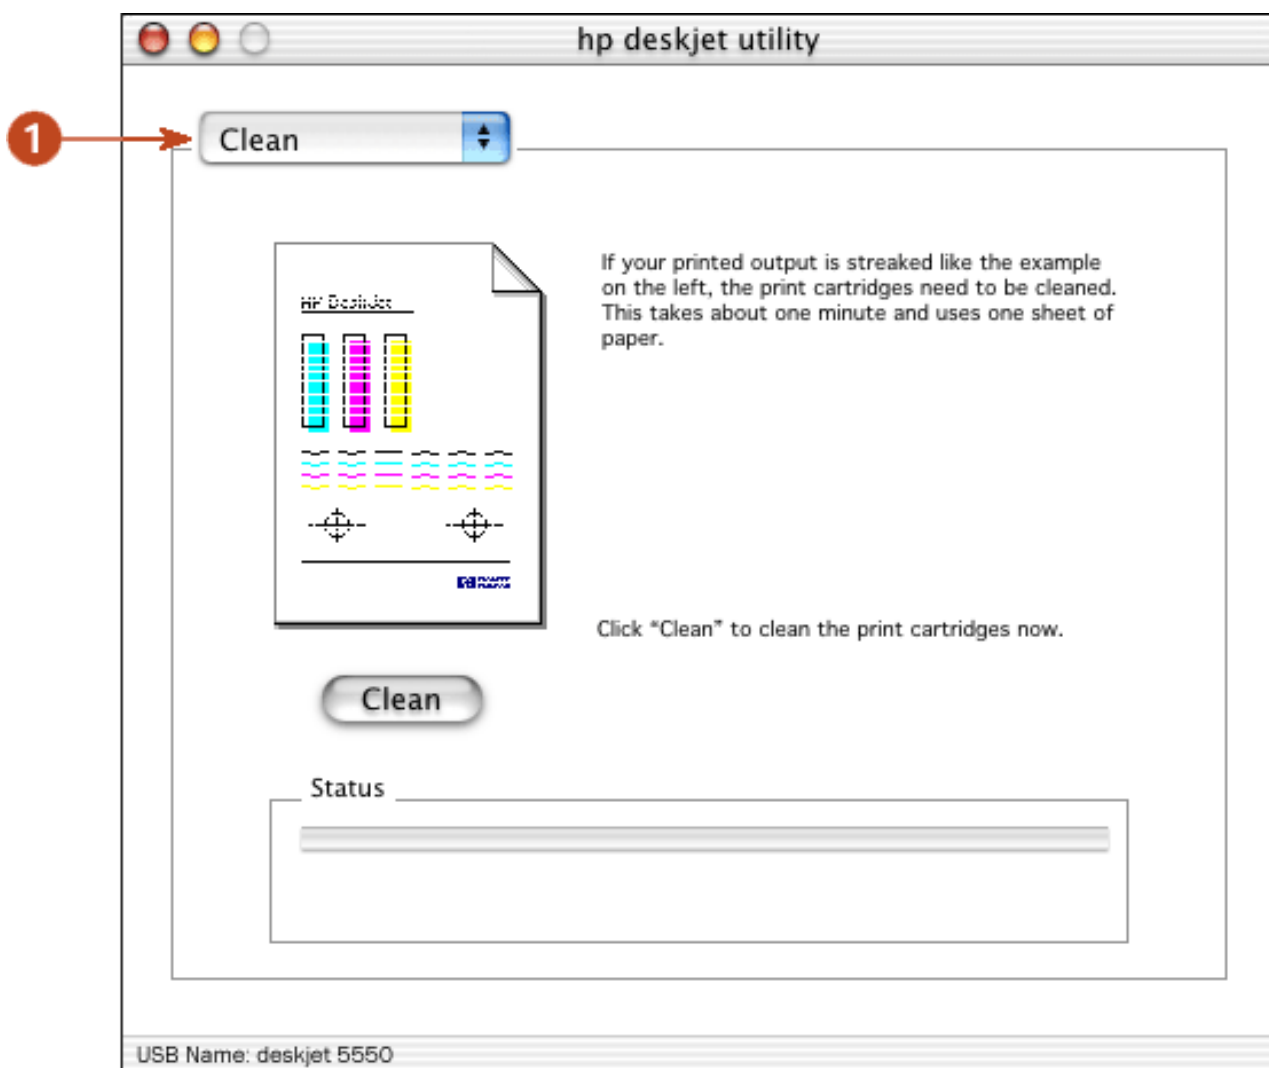 hp deskjet utility
1
Clean
If your printed output is streaked like the example
on the left, the print cartridges need to be cleaned.
This takes about one minute and uses one sheet of
paper.
HP DeskJet
Click “Clean” to clean the print cartridges now.
Clean
Status
USB Name: deskjet 5550